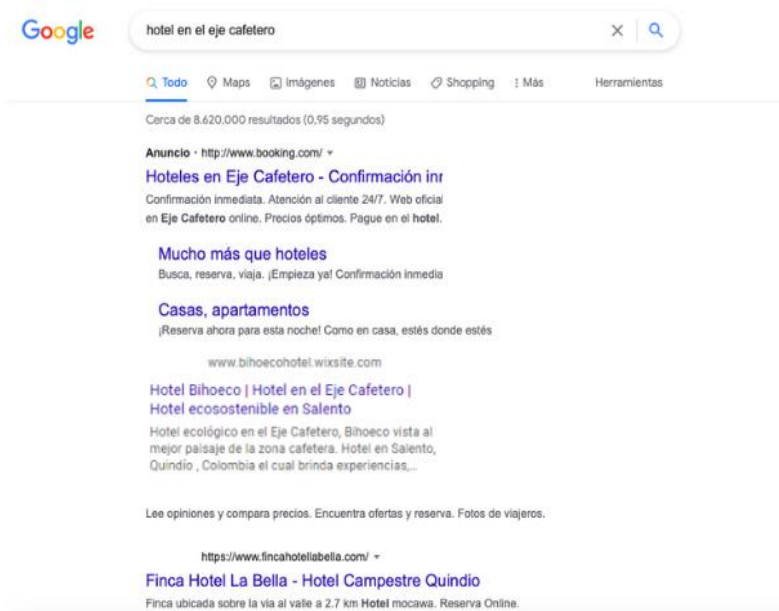 Google
hotel en el eje cafetero
Todo Maps Imágenes Noticias Shopping Más Herramientas
Cerca de 8.620.000 resultados (0,95 segundos)
Anuncio · http://www.booking.com/
Hoteles en Eje Cafetero - Confirmación inr
Confirmación inmediata. Atención al cliente 24/7. Web oficial
en Eje Cafetero online. Precios óptimos. Pague en el hotel.
Mucho más que hoteles
Busca, reserva, viaja. ¡Empieza ya! Confirmación inmedia
Casas, apartamentos
¡Reserva ahora para esta noche! Como en casa, estés donde estés
www.bihoecohotel.wixsite.com
Hotel Bihoeco | Hotel en el Eje Cafetero |
Hotel ecosostenible en Salento
Hotel ecológico en el Eje Cafetero, Bihoeco vista al
mejor paisaje de la zona cafetera. Hotel en Salento,
Quindío , Colombia el cual brinda experiencias,...
Lee opiniones y compara precios. Encuentra ofertas y reserva. Fotos de viajeros.
https://www.fincahotellabella.com/
Finca Hotel La Bella - Hotel Campestre Quindio
Finca ubicada sobre la via al valle a 2.7 km Hotel mocawa. Reserva Online.